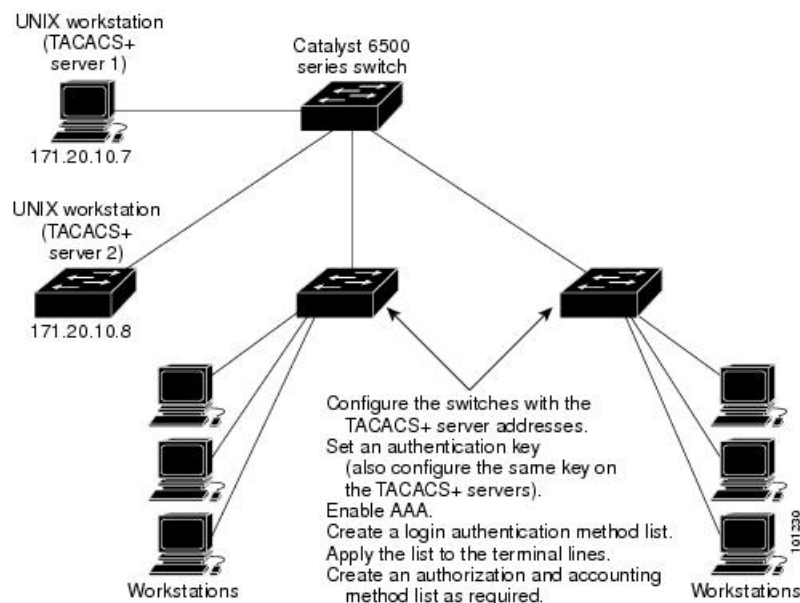 UNIX workstation
(TACACS+
server 1)
Catalyst 6500
series switch
171.20.10.7
UNIX workstation
(TACACS+
server 2)
171.20.10.8
Configure the switches with the
TACACS+ server addresses.
Set an authentication key
(also configure the same key on
the TACACS+ servers).
Enable AAA.
Create a login authentication method list.
Apply the list to the terminal lines.
Create an authorization and accounting
method list as required.
Workstations
Workstations
101230